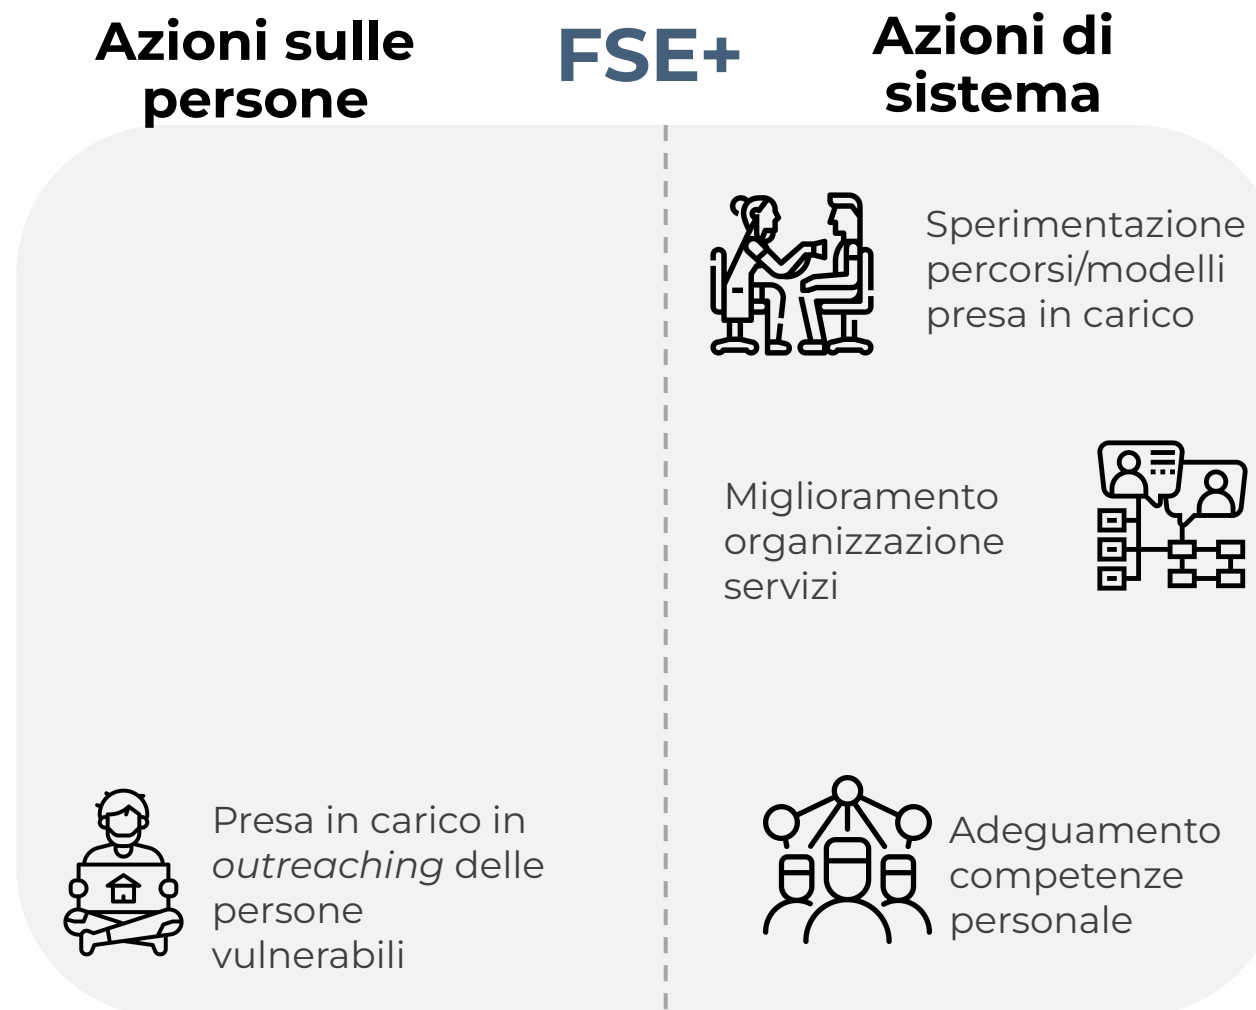 Azioni sulle
persone
FSE+
Azioni di
sistema
Sperimentazione
percorsi/modelli
presa in carico
Miglioramento
organizzazione
servizi
Presa in carico in
outreaching delle
persone
vulnerabili
Adeguamento
competenze
personale